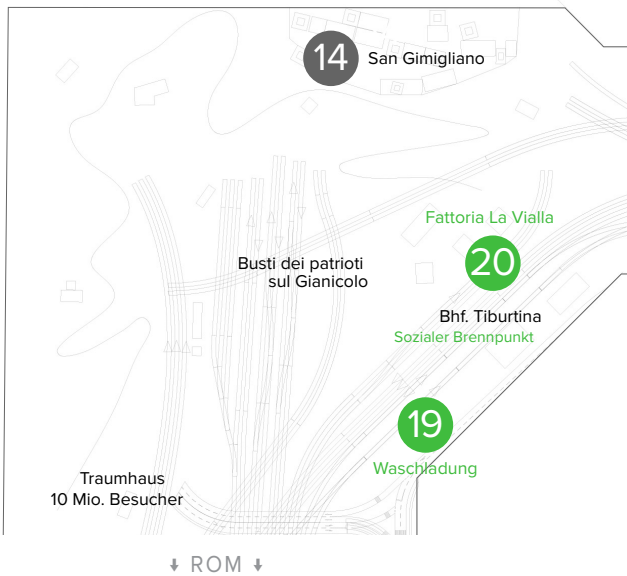 14
San Gimigliano
Fattoria La Vialla
20
Busti dei patrioti
sul Gianicolo
Bhf. Tiburtina
Sozialer Brennpunkt
19
Waschladung
Traumhaus
10 Mio. Besucher
↓ ROM ↓